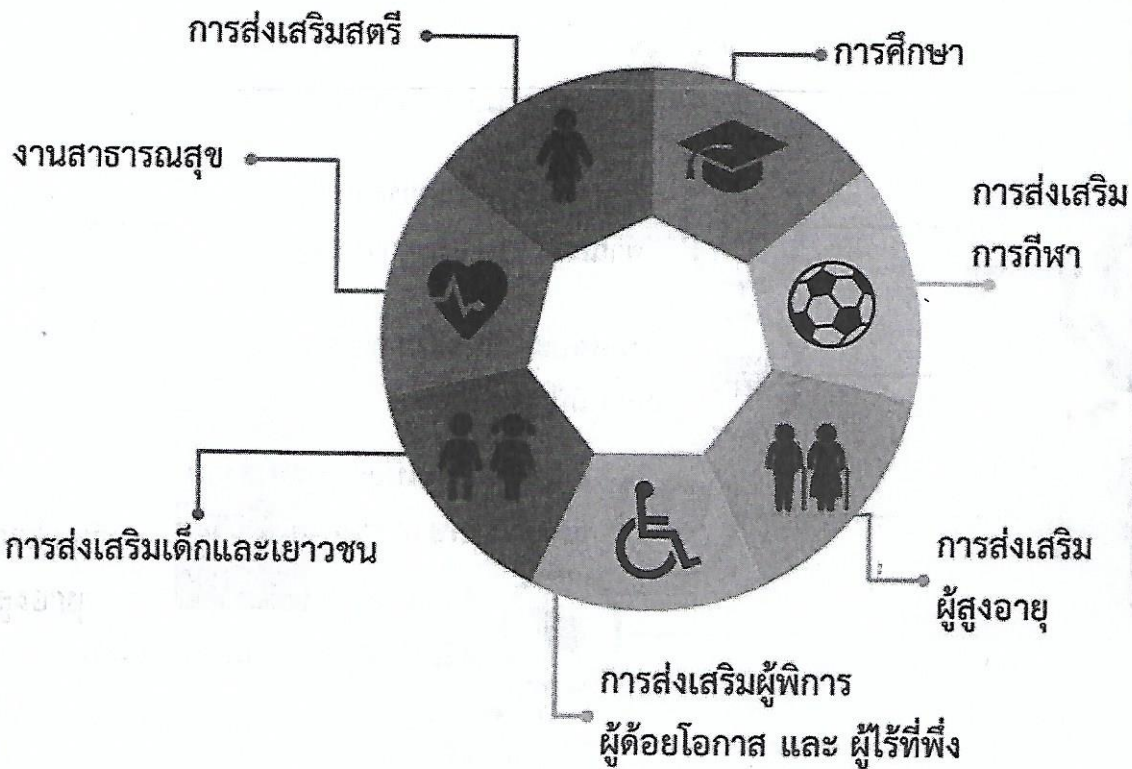 การส่งเสริมสตรี
การศึกษา
งานสาธารณสุข
การส่งเสริม
การกีฬา
การส่งเสริมเด็กและเยาวชน
การส่งเสริม
ผู้สูงอายุ
การส่งเสริมผู้พิการ
ผู้ด้อยโอกาส และ ผู้ไร้ที่พึ่ง